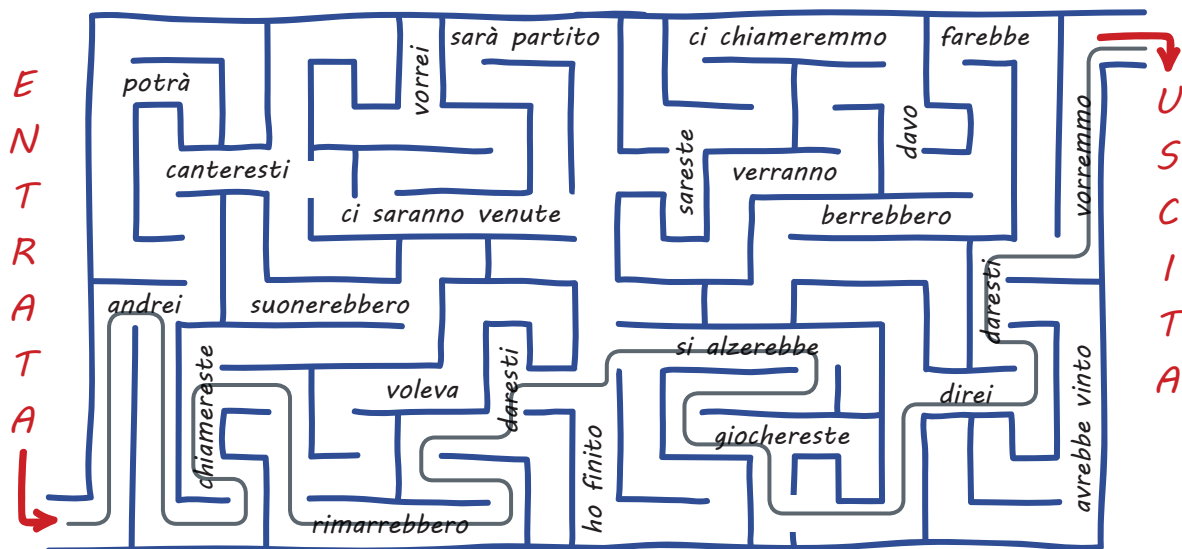 ENTRATA
sarà partito
ci chiameremmo
farebbe
vorrei
potrà
davo
vorremmo
USCITA
sareste
canteresti
verranno
ci saranno venute
berrebbero
daresti
andrei
suonerebbero
si alzerebbe
chiamereste
voleva
daresti
direi
avrebbe vinto
giochereste
ho finito
rimarrebbero